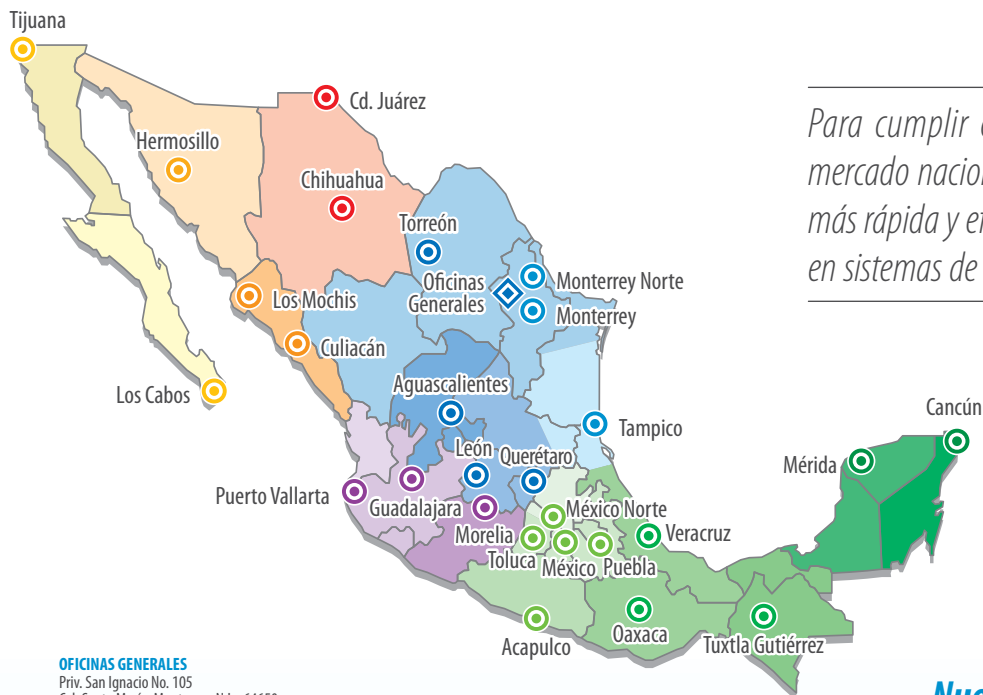 Tijuana
Cd. Juárez
Hermosillo
Chihuahua
Torreón
Oficinas
Generales
Monterrey Norte
Monterrey
Los Mochis
Culiacán
Los Cabos
Aguascalientes
Tampico
Cancún
León
Querétaro
Mérida
Puerto Vallarta
Guadalajara
México Norte
Morelia
Veracruz
Toluca
México
Puebla
Acapulco
Oaxaca
Tuxtla Gutiérrez
Para cumplir
mercado nacion
más rápida y
en sistemas de
OFICINAS GENERALES
Priv. San Ignacio No. 105